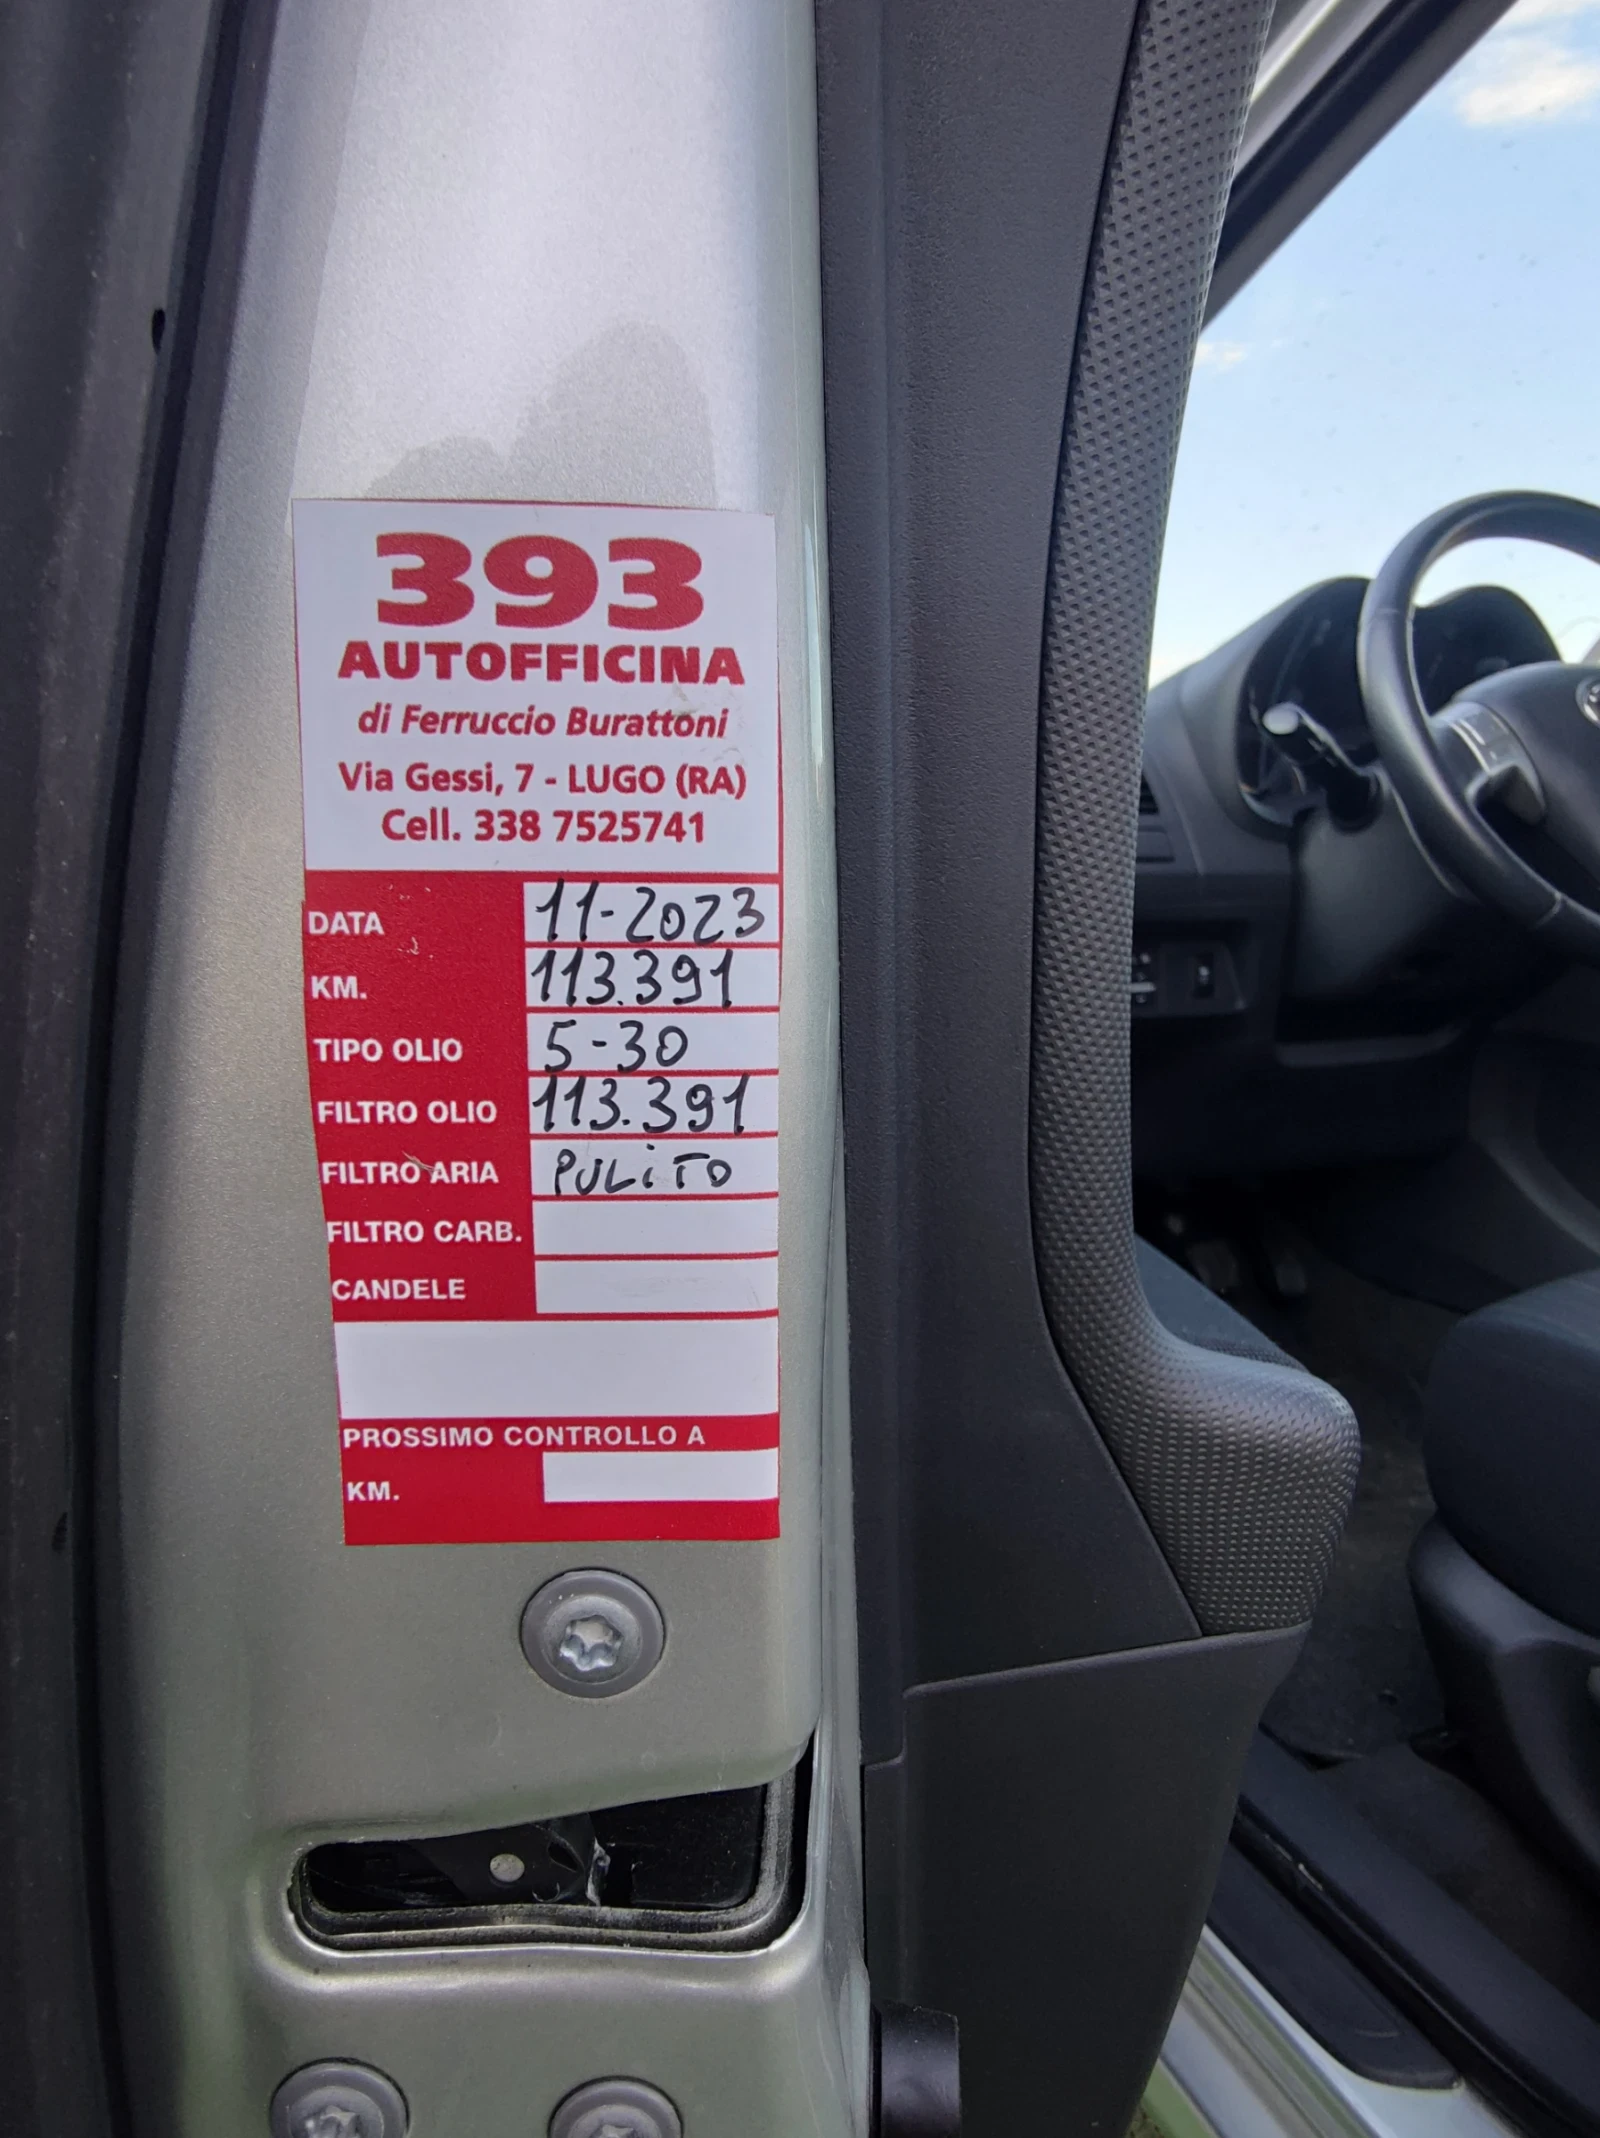 393
AUTOFFICINA
di Ferruccio Burattoni
Via Gessi, 7 - LUGO (RA)
Cell. 338 7525741
DATA 11-2023
KM. 113.391
TIPO OLIO 5-30
FILTRO OLIO 113.391
FILTRO ARIA PULiTO
FILTRO CARB.
CANDELE
PROSSIMO CONTROLLO A
KM.